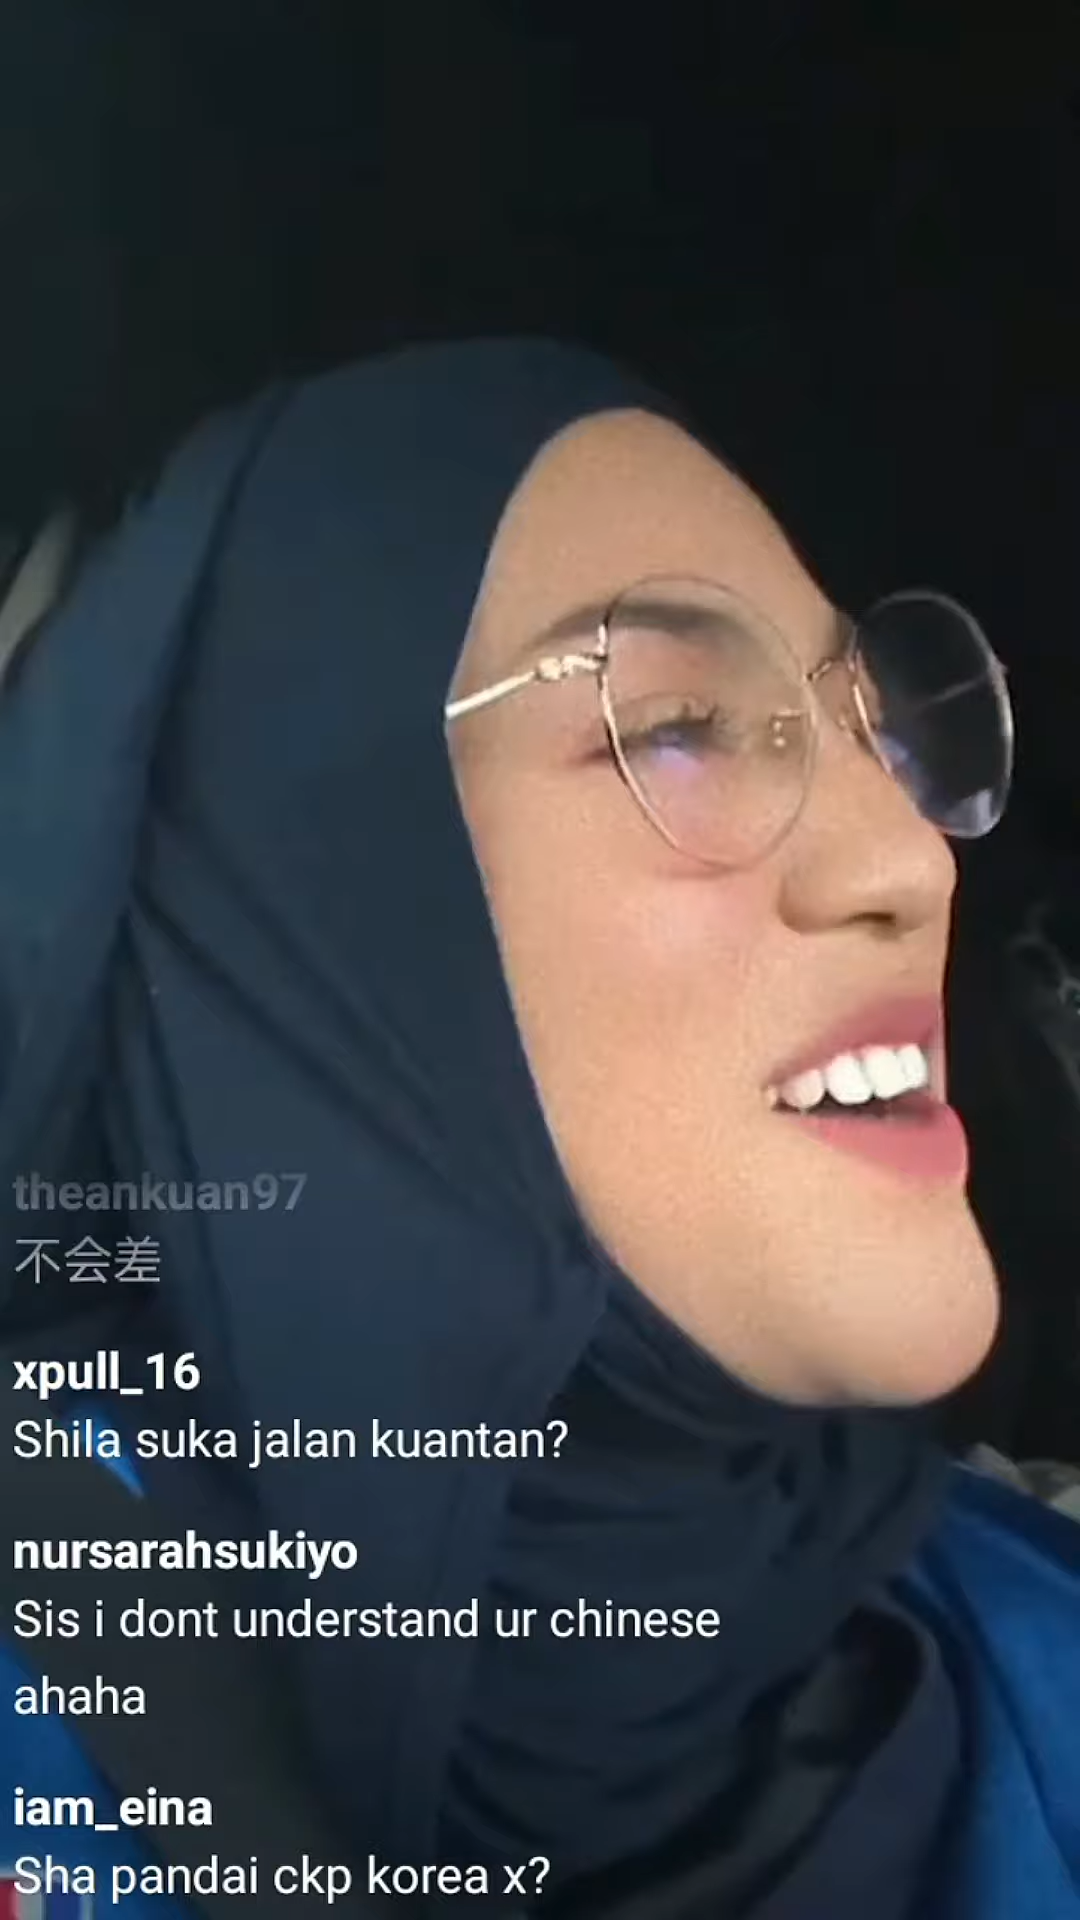 theankuan97
不会差
xpull_16
Shila suka jalan kuantan?
nursarahsukiyo
Sis i dont understand ur chinese
ahaha
iam_eina
Sha pandai ckp korea x?